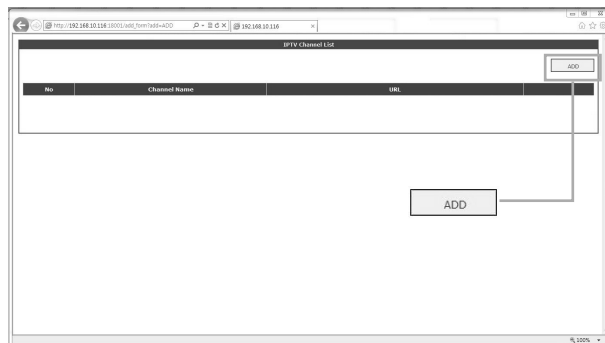 http://192.168.10.116:10001/add_form?add=ADD
192.168.10.116
IPTV Channel List
ADD
No Channel Name URL
ADD
100%